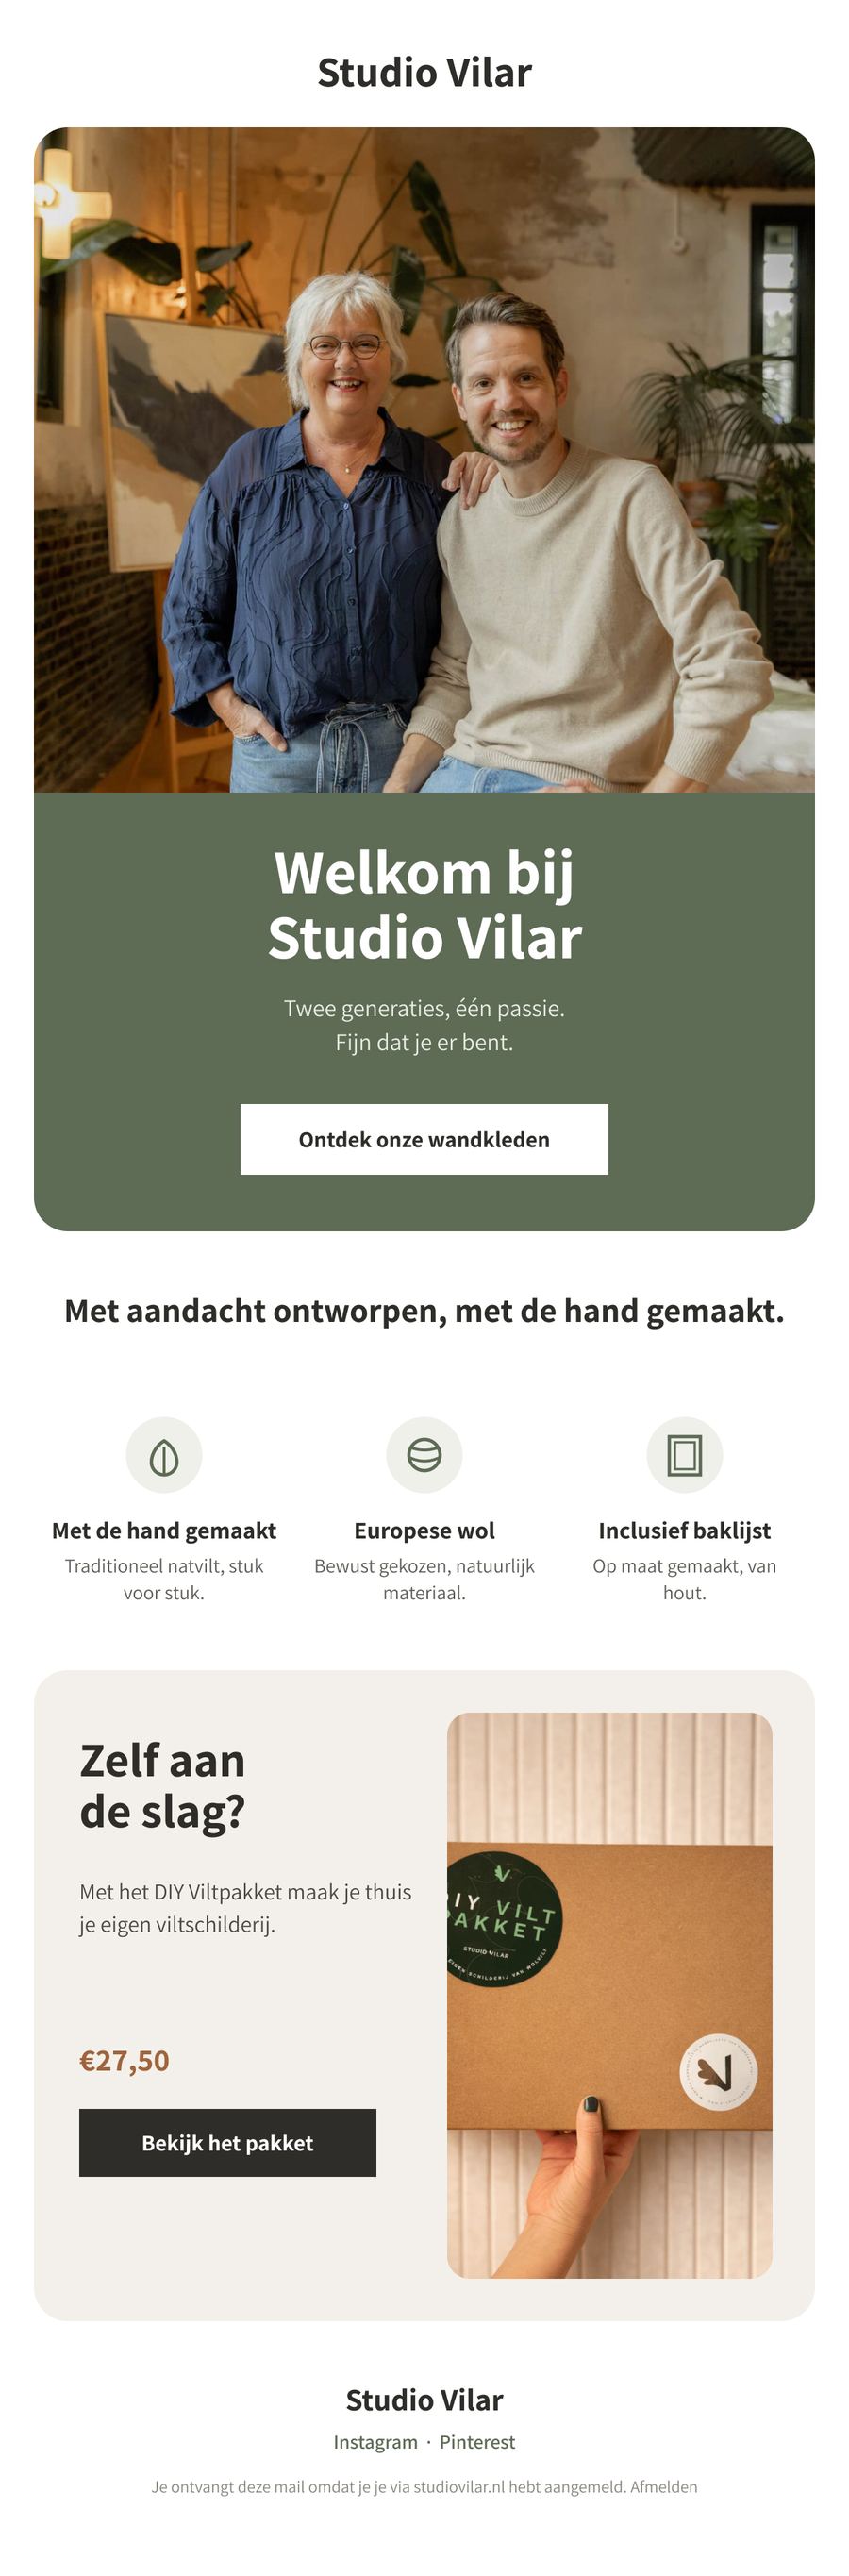 Studio Vilar
Welkom bij
Studio Vilar
Twee generaties, één passie.
Fijn dat je er bent.
Ontdek onze wandkleden
Met aandacht ontworpen, met de hand gemaakt.
Met de hand gemaakt
Traditioneel natvilt, stuk
voor stuk.
Europese wol
Bewust gekozen, natuurlijk
materiaal.
Inclusief baklijst
Op maat gemaakt, van
hout.
Zelf aan
de slag?
Met het DIY Viltpakket maak je thuis
je eigen viltschilderij.
€27,50
Bekijk het pakket
IY VILT
AKKET
STUDIO VILAR
EIGEN SCHILDERIJ VAN WOLVILT
Studio Vilar
Instagram · Pinterest
Je ontvangt deze mail omdat je je via studiovilar.nl hebt aangemeld. Afmelden